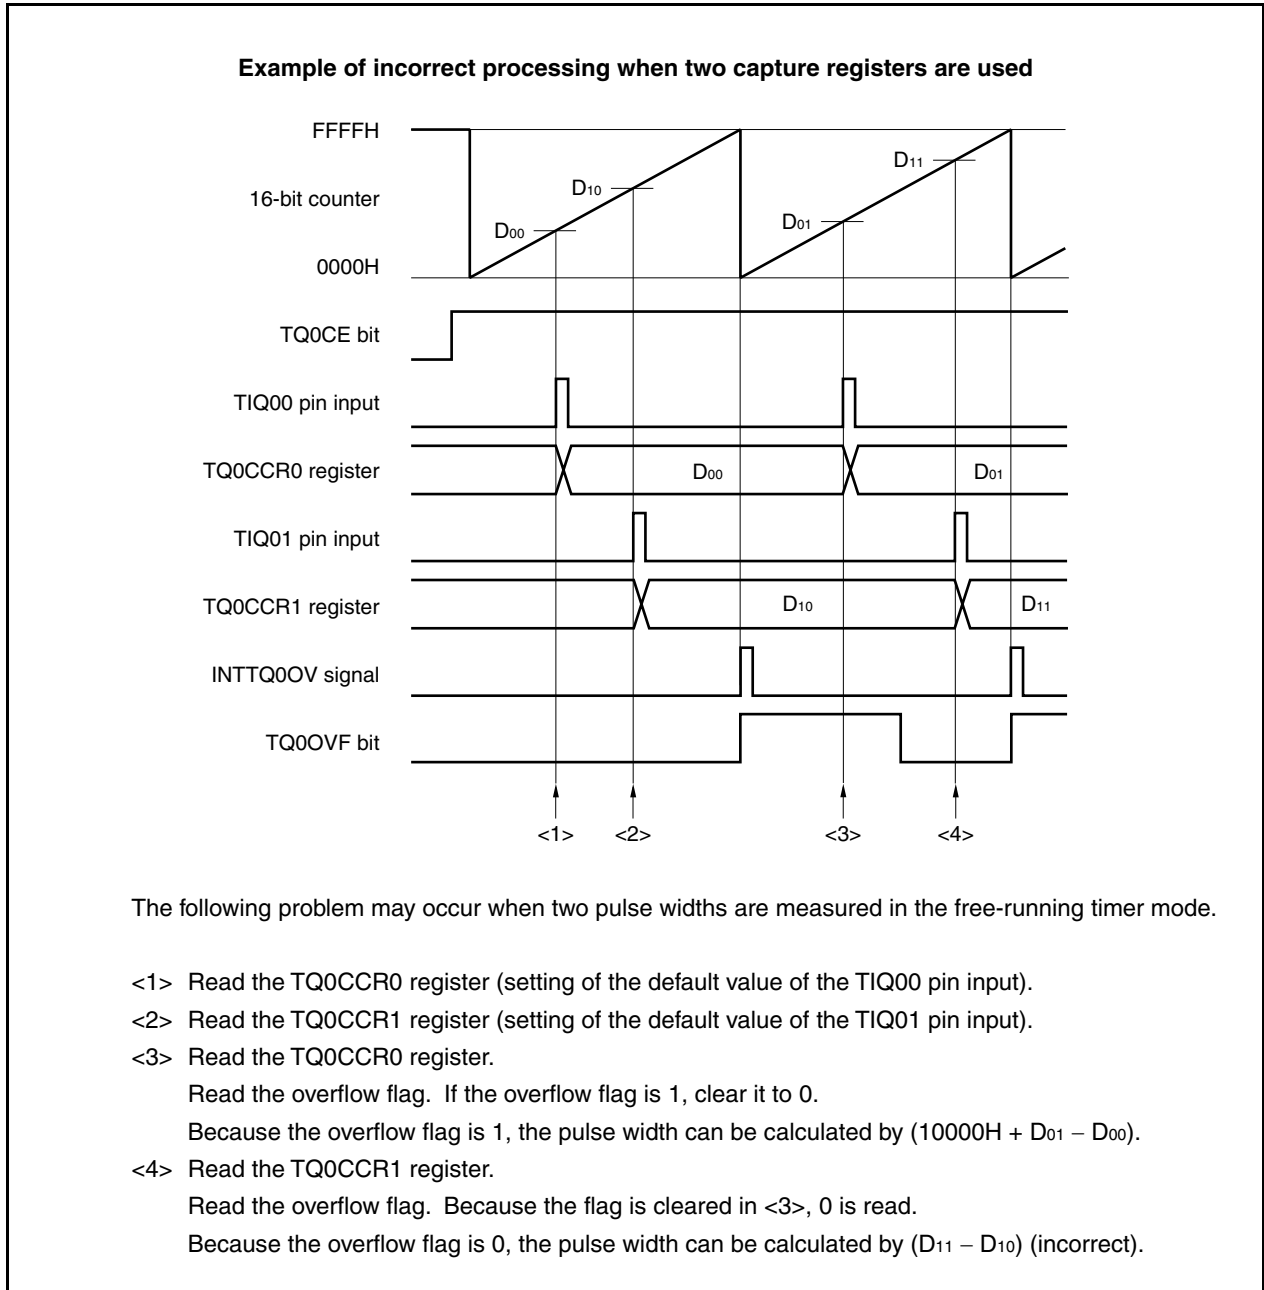 Example of incorrect processing when two capture registers are used
FFFFH
D11
D10
16-bit counter
D01
D00
0000H
TQ0CE bit
TIQ00 pin input
TQ0CCR0 register
D00
D01
TIQ01 pin input
TQ0CCR1 register
D10
D11
INTTQ0OV signal
TQ0OVF bit
<1> <2> <3> <4>
The following problem may occur when two pulse widths are measured in the free-running timer mode.
<1> Read the TQ0CCR0 register (setting of the default value of the TIQ00 pin input).
<2> Read the TQ0CCR1 register (setting of the default value of the TIQ01 pin input).
<3> Read the TQ0CCR0 register.
Read the overflow flag. If the overflow flag is 1, clear it to 0.
Because the overflow flag is 1, the pulse width can be calculated by (10000H + D01 − D00).
<4> Read the TQ0CCR1 register.
Read the overflow flag. Because the flag is cleared in <3>, 0 is read.
Because the overflow flag is 0, the pulse width can be calculated by (D11 − D10) (incorrect).